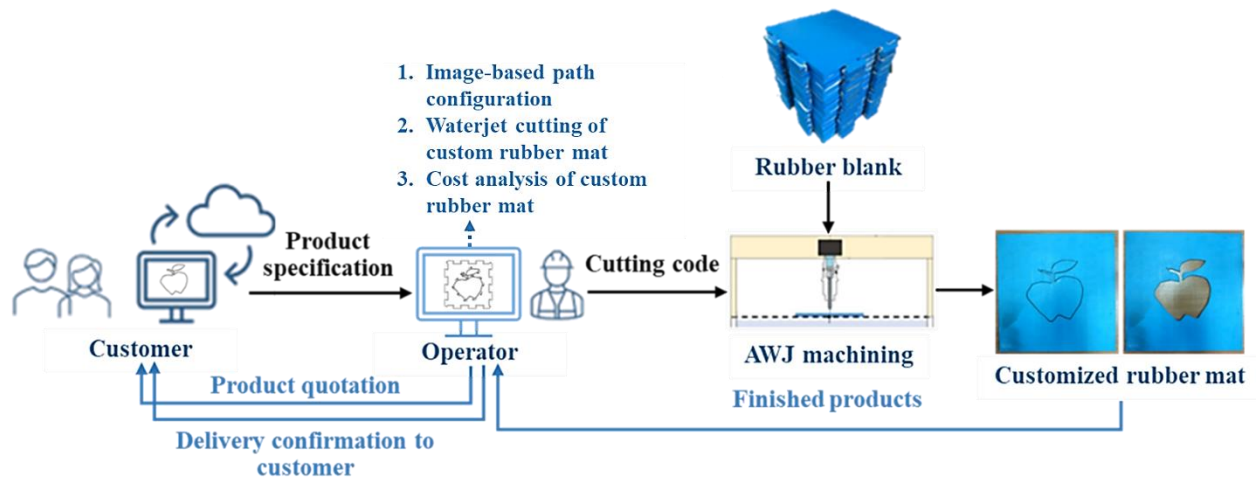 1. Image-based path
configuration
2. Waterjet cutting of
custom rubber mat
3. Cost analysis of custom
rubber mat
Rubber blank
Product
specification
Cutting code
Customer
Operator
AWJ machining
Customized rubber mat
Product quotation
Finished products
Delivery confirmation to
customer